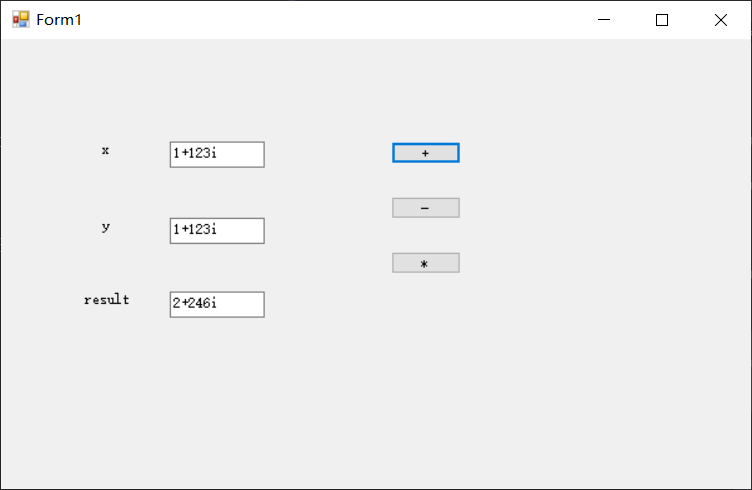 Form1
x 1+123i +
y 1+123i -
*
result 2+246i